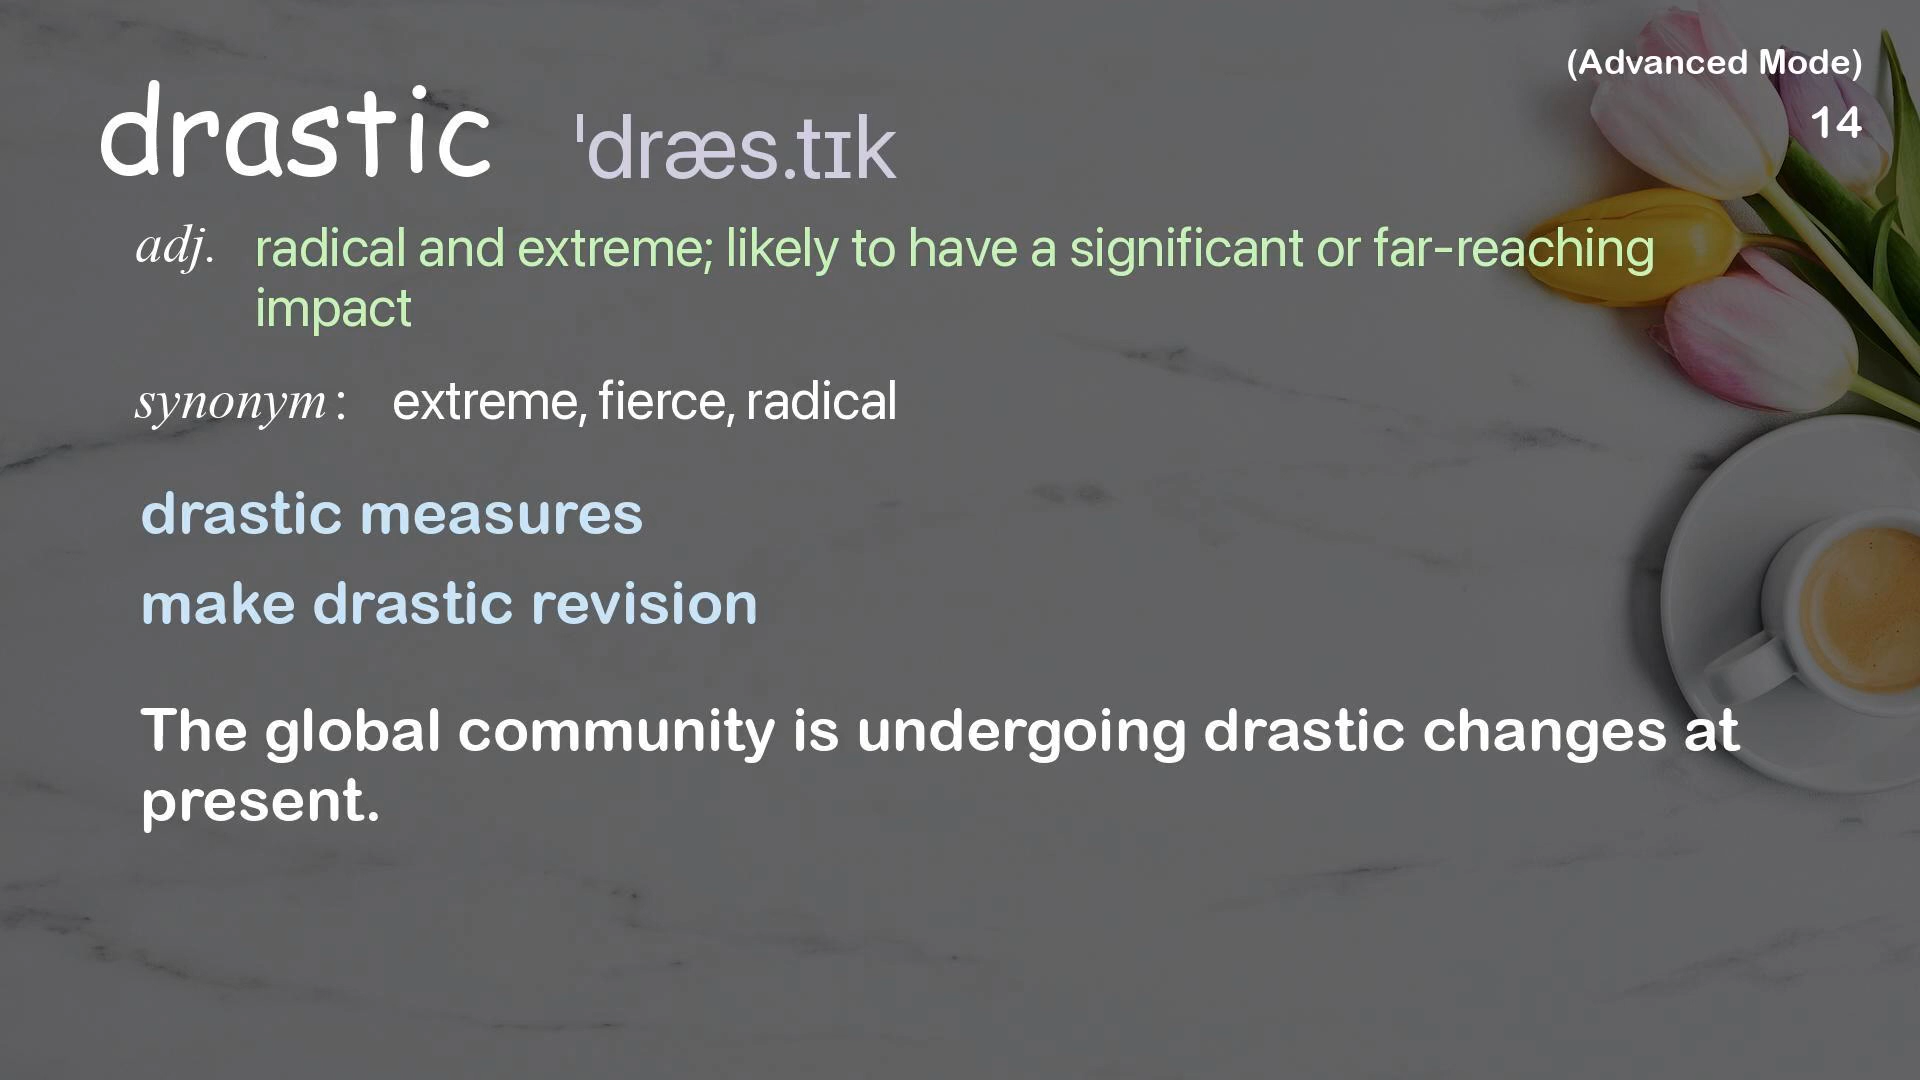 (Advanced Mode)
14
drastic ˈdræs.tɪk
adj. radical and extreme; likely to have a significant or far-reaching
impact
synonym: extreme, fierce, radical
drastic measures
make drastic revision
The global community is undergoing drastic changes at
present.